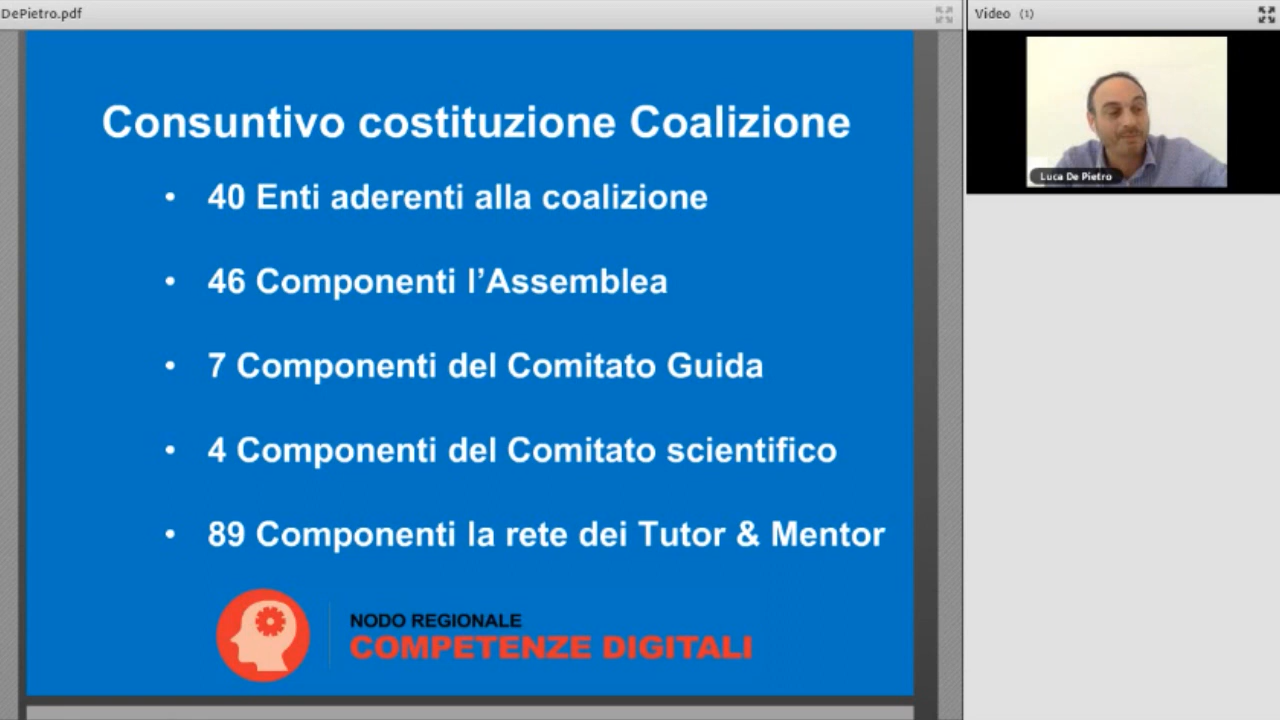 DePietro.pdf
Video (1)
Luca De Pietro
Consuntivo costituzione Coalizione
• 40 Enti aderenti alla coalizione
• 46 Componenti l’Assemblea
• 7 Componenti del Comitato Guida
• 4 Componenti del Comitato scientifico
• 89 Componenti la rete dei Tutor & Mentor
NODO REGIONALE
COMPETENZE DIGITALI